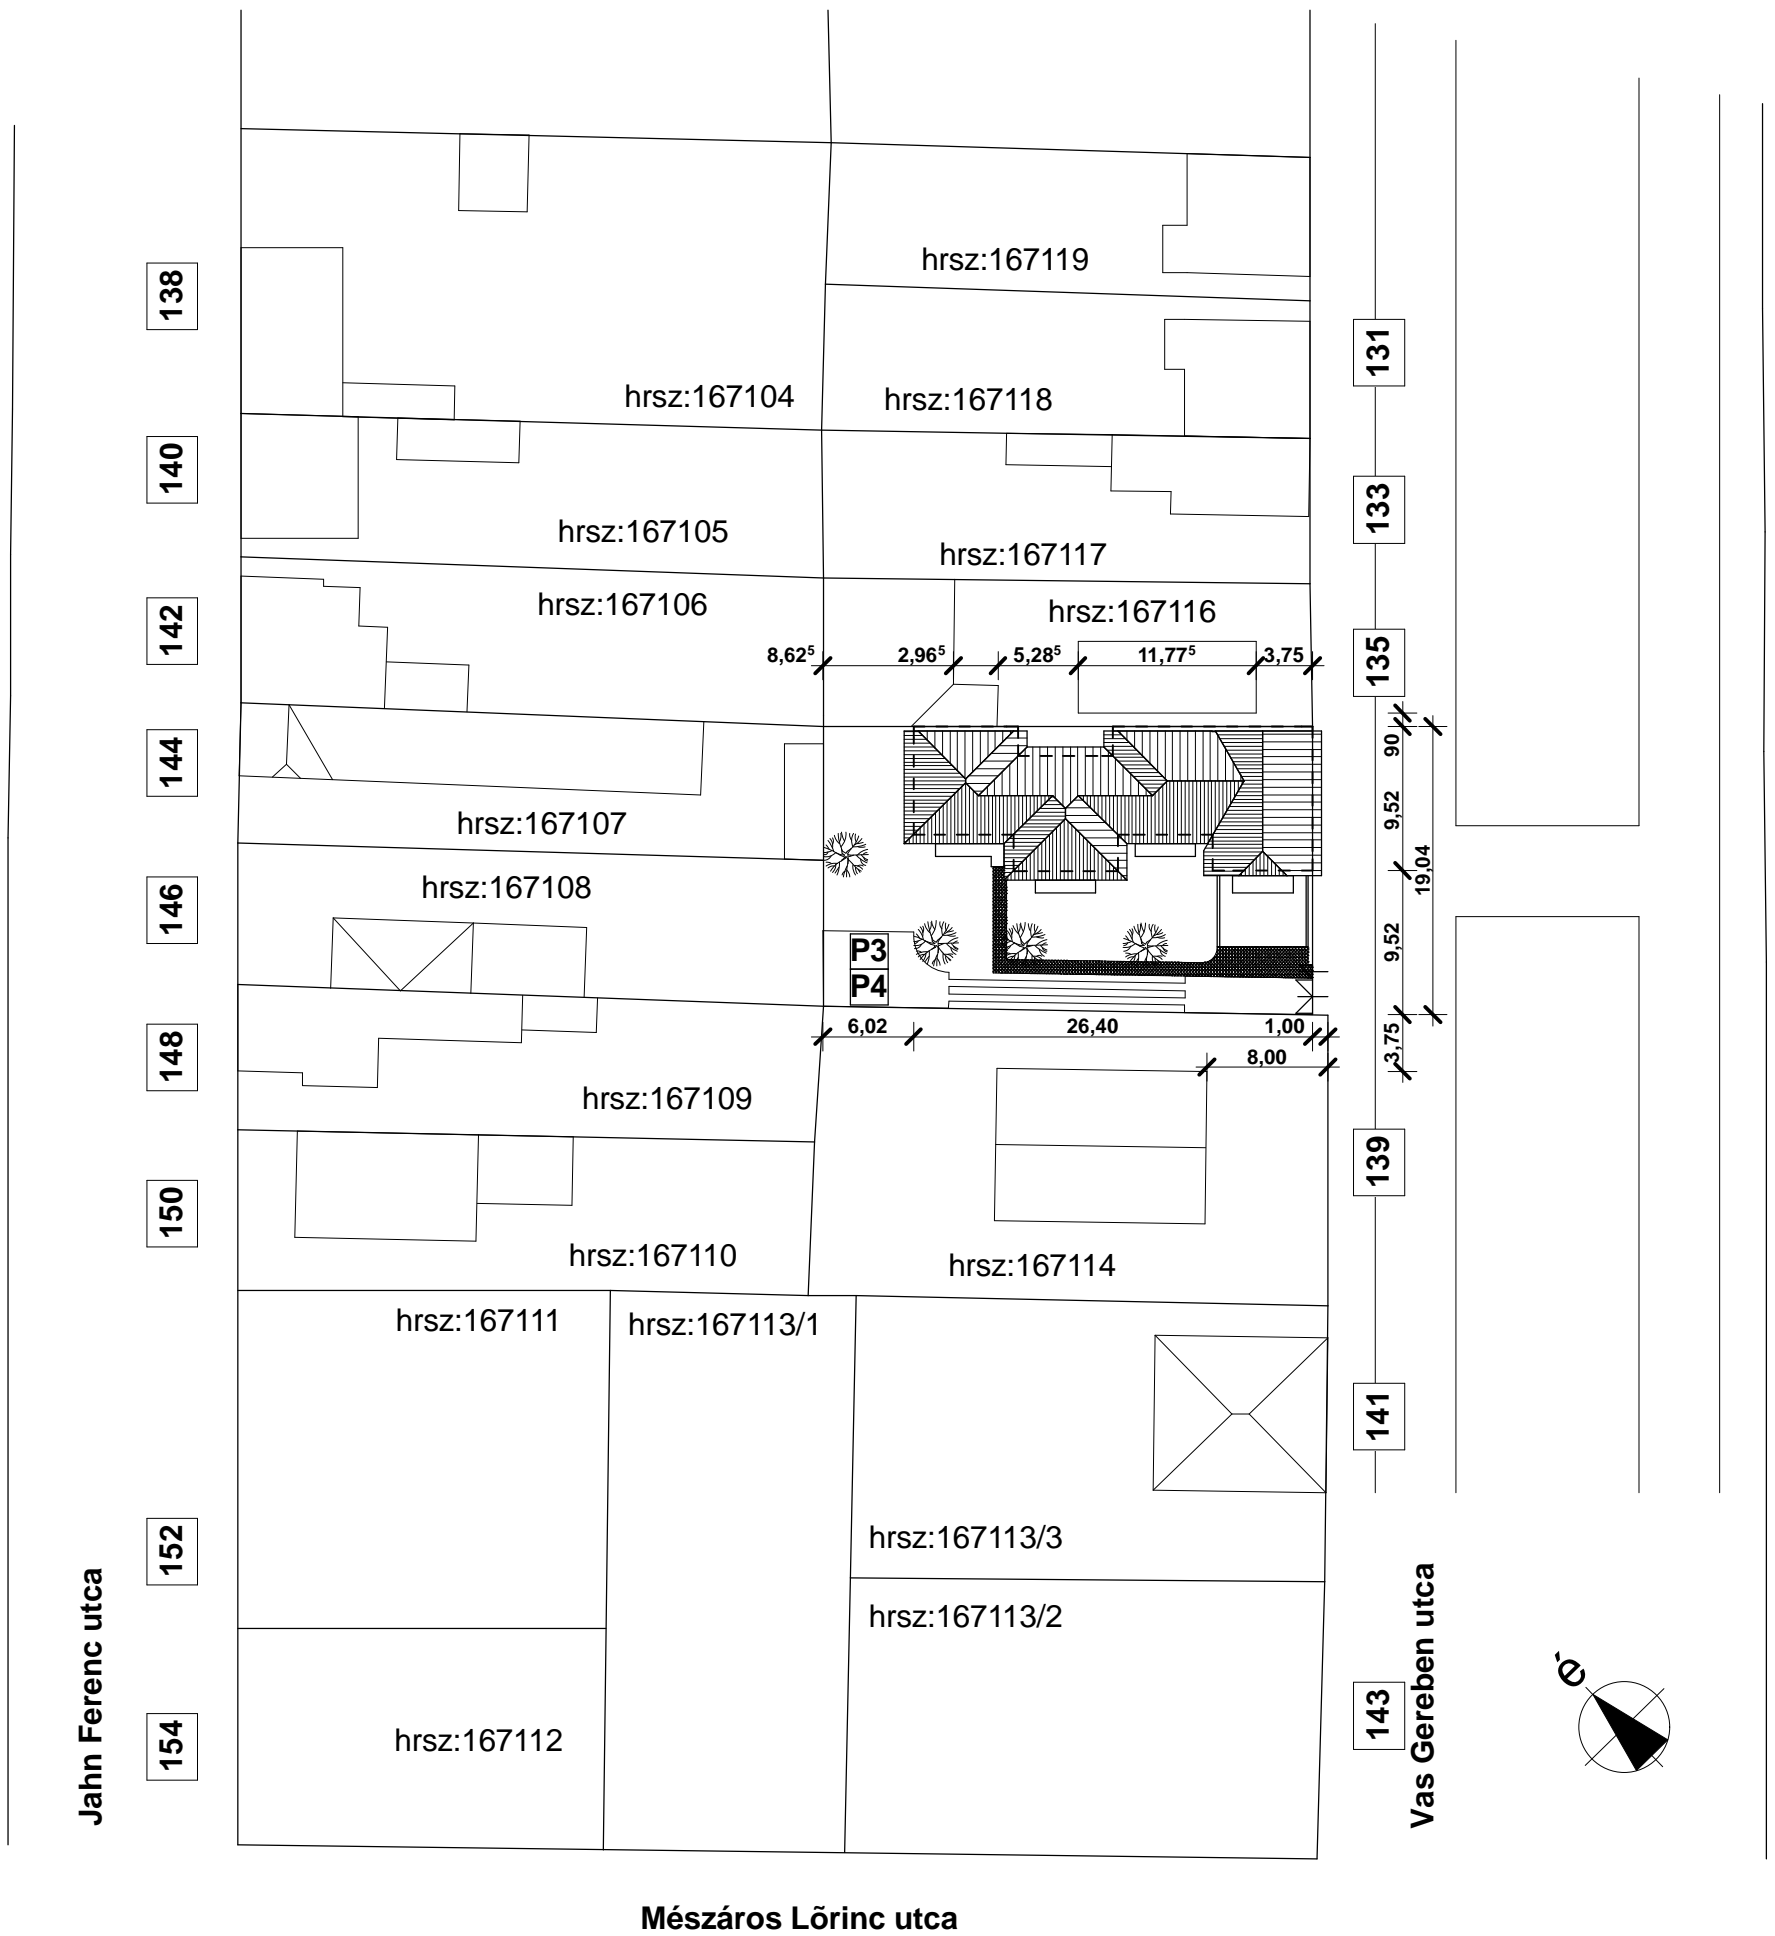 hrsz:167119
138
131
hrsz:167104
hrsz:167118
140
133
hrsz:167105
hrsz:167117
142
hrsz:167106
hrsz:167116
135
8,62⁵
2,96⁵
5,28⁵
11,77⁵
3,75
144
90
9,52
hrsz:167107
19,04
146
hrsz:167108
9,52
P3
P4
6,02
26,40
1,00
3,75
8,00
148
hrsz:167109
139
150
hrsz:167110
hrsz:167114
hrsz:167111
hrsz:167113/1
141
152
hrsz:167113/3
hrsz:167113/2
Jahn Ferenc utca
Vas Gereben utca
é
154
hrsz:167112
143
Mészáros Lõrinc utca